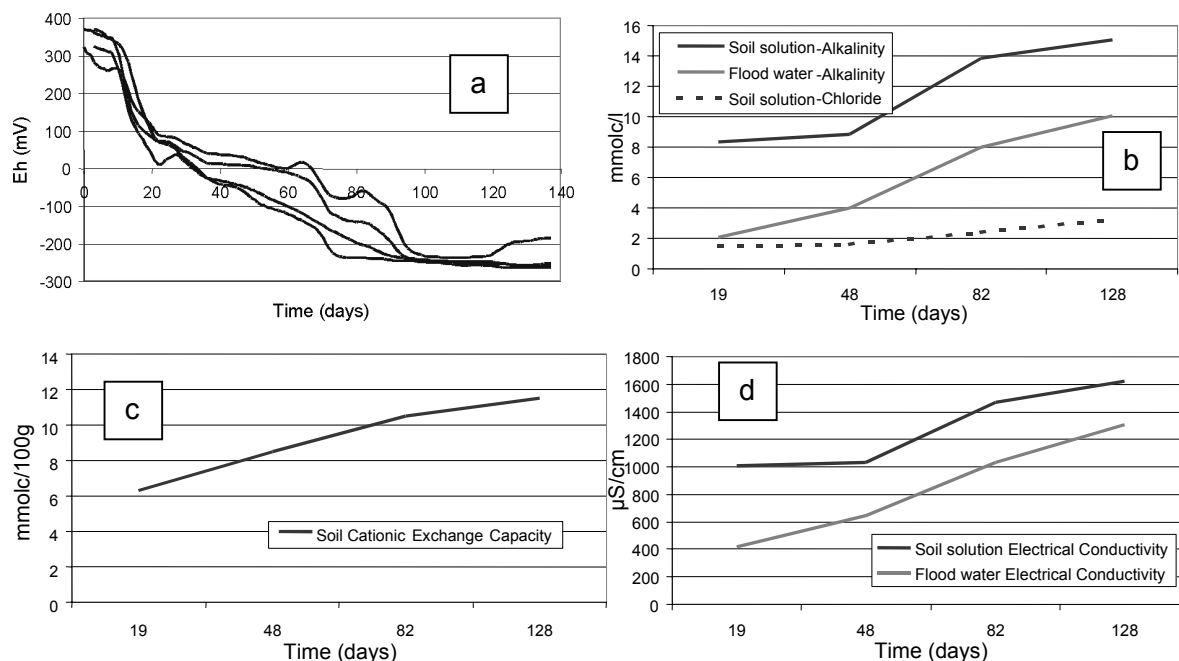 400
300
200
100
0
-100
-200
-300
Eh (mV)
0 20 40 60 80 100 120 140
Time (days)
a
16
14
12
10
8
6
4
2
0
mmolc/l
Soil solution-Alkalinity
Flood water -Alkalinity
Soil solution-Chloride
b
19 48 82 128
Time (days)
14
12
10
8
6
4
2
0
mmolc/100g
c
Soil Cationic Exchange Capacity
19 48 82 128
Time (days)
1800
1600
1400
1200
1000
800
600
400
200
0
µS/cm
d
Soil solution Electrical Conductivity
Flood water Electrical Conductivity
19 48 82 128
Time (days)